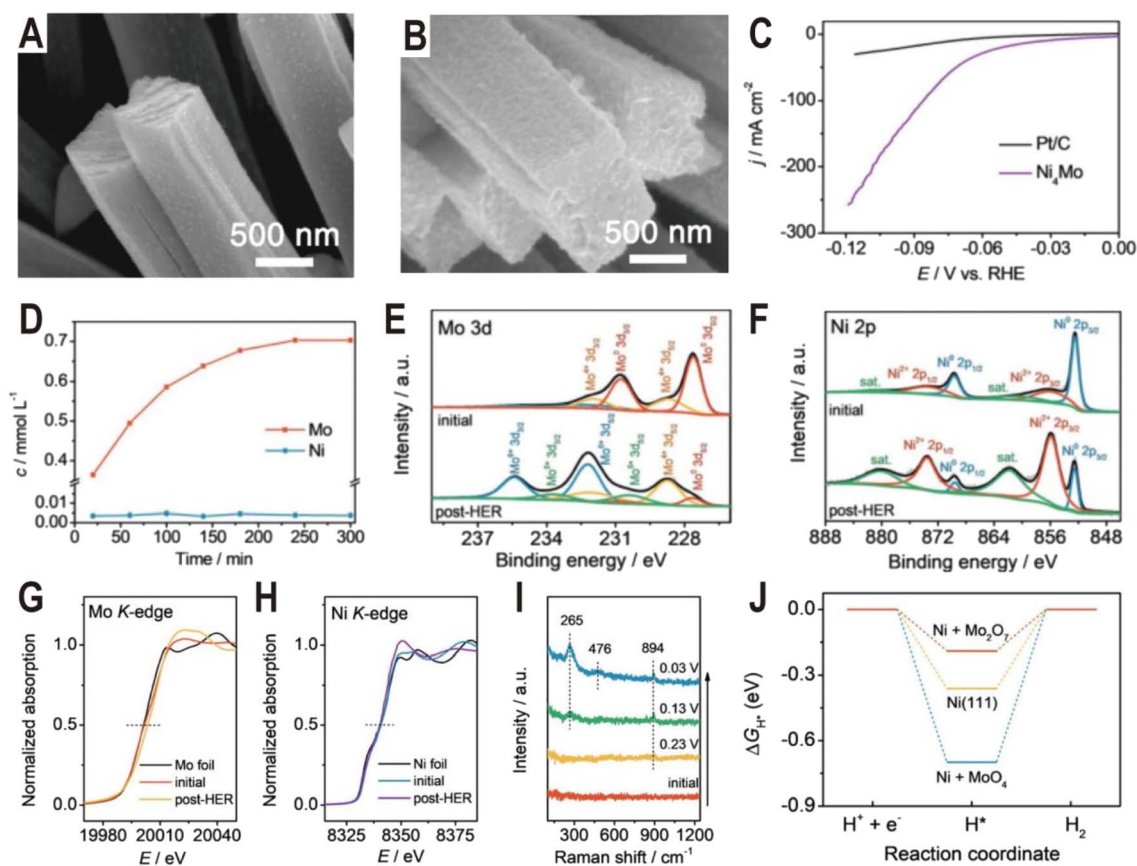 A
500 nm
B
500 nm
C
0
-100
-200
-300
j / mA cm⁻²
Pt/C
Ni₄Mo
-0.12 -0.09 -0.06 -0.03 0.00
E / V vs. RHE
D
0.7
0.6
0.5
0.4
0.01
0.00
c / mmol L⁻¹
Mo
Ni
0 50 100 150 200 250 300
Time / min
E
Mo 3d
Intensity / a.u.
Mo⁴⁺ 3d₃/₂
Mo⁰ 3d₃/₂
Mo⁴⁺ 3d₅/₂
Mo⁰ 3d₅/₂
initial
Mo⁶⁺ 3d₃/₂
Mo⁵⁺ 3d₃/₂
Mo⁶⁺ 3d₅/₂
Mo⁵⁺ 3d₅/₂
Mo⁴⁺ 3d₅/₂
Mo⁰ 3d₅/₂
post-HER
237 234 231 228
Binding energy / eV
F
Ni 2p
Intensity / a.u.
sat.
Ni²⁺ 2p₁/₂
Ni⁰ 2p₁/₂
sat.
Ni²⁺ 2p₃/₂
Ni⁰ 2p₃/₂
initial
sat.
Ni²⁺ 2p₁/₂
Ni⁰ 2p₁/₂
sat.
Ni²⁺ 2p₃/₂
Ni⁰ 2p₃/₂
post-HER
888 880 872 864 856 848
Binding energy / eV
G
Mo K-edge
Normalized absorption
1.0
0.5
0.0
Mo foil
initial
post-HER
19980 20010 20040
E / eV
H
Ni K-edge
Normalized absorption
1.0
0.5
0.0
Ni foil
initial
post-HER
8325 8350 8375
E / eV
I
Intensity / a.u.
265
476
894
0.03 V
0.13 V
0.23 V
initial
300 600 900 1200
Raman shift / cm⁻¹
J
0.0
-0.3
-0.6
-0.9
ΔG_H* (eV)
Ni + Mo₂O₇
Ni(111)
Ni + MoO₄
H⁺ + e⁻ H* H₂
Reaction coordinate